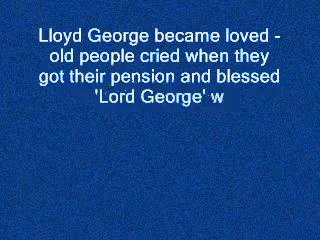 Lloyd George became loved -
old people cried when they
got their pension and blessed
'Lord George' w